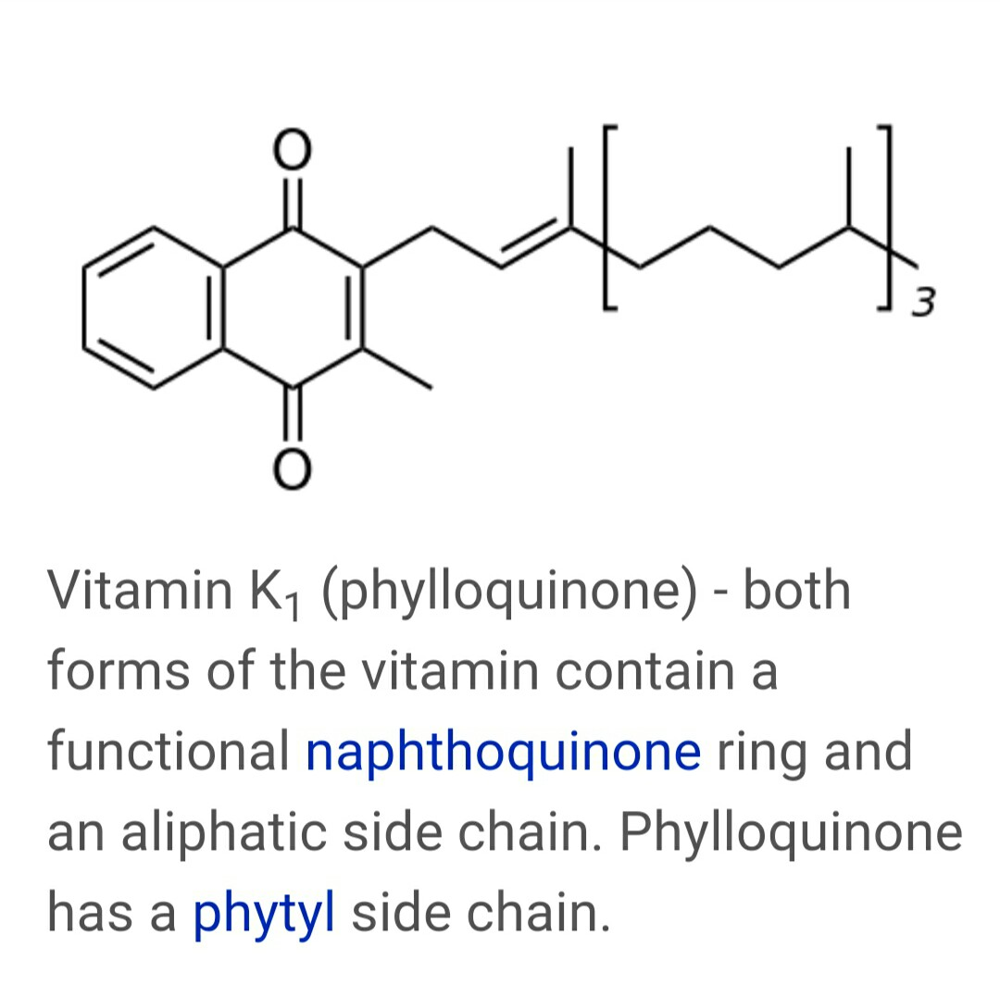 O
3
O
Vitamin K₁ (phylloquinone) - both
forms of the vitamin contain a
functional naphthoquinone ring and
an aliphatic side chain. Phylloquinone
has a phytyl side chain.